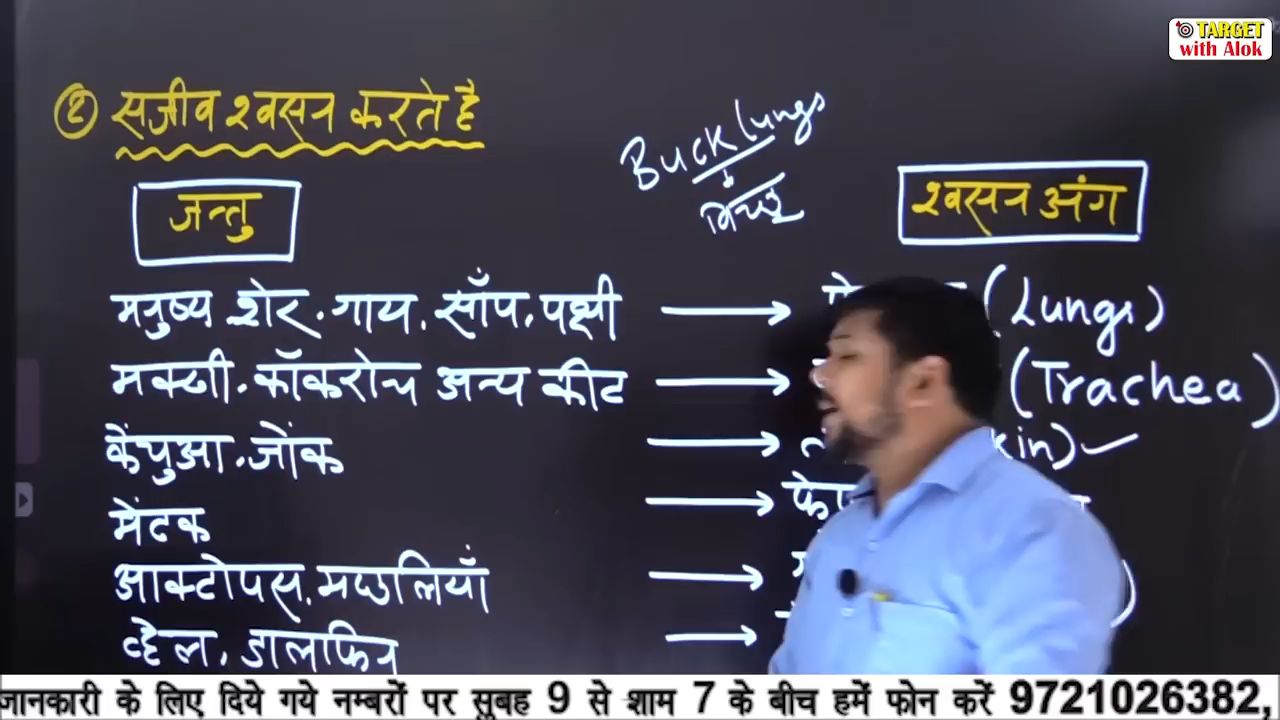 TARGET
with Alok
② सजीव श्वसन करते है
Buck lungs
बिच्छू
जन्तु
श्वसन अंग
मनुष्य शेर. गाय. साँप. पक्षी → (Lungs)
मक्खी. कॉकरोच अन्य कीट → (Trachea)
केंचुआ. जोंक →
मेंढक →
आक्टोपस. मछलियाँ →
व्हेल. डालफिन →
जानकारी के लिए दिये गये नम्बरों पर सुबह 9 से शाम 7 के बीच हमें फोन करें 9721026382,